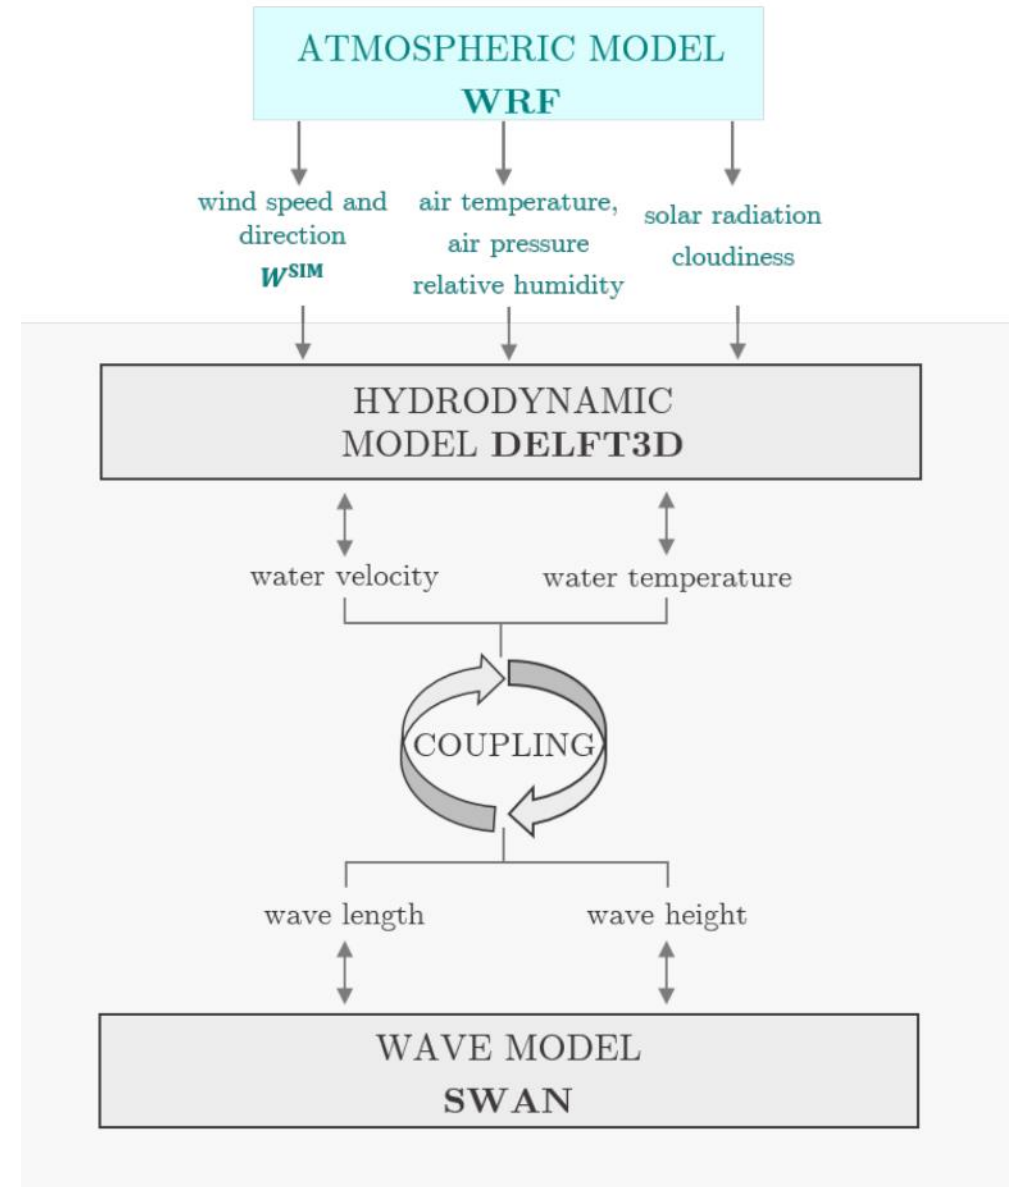 ATMOSPHERIC MODEL
WRF
wind speed and
direction
W^SIM
air temperature,
air pressure
relative humidity
solar radiation
cloudiness
HYDRODYNAMIC
MODEL DELFT3D
water velocity
water temperature
COUPLING
wave length
wave height
WAVE MODEL
SWAN